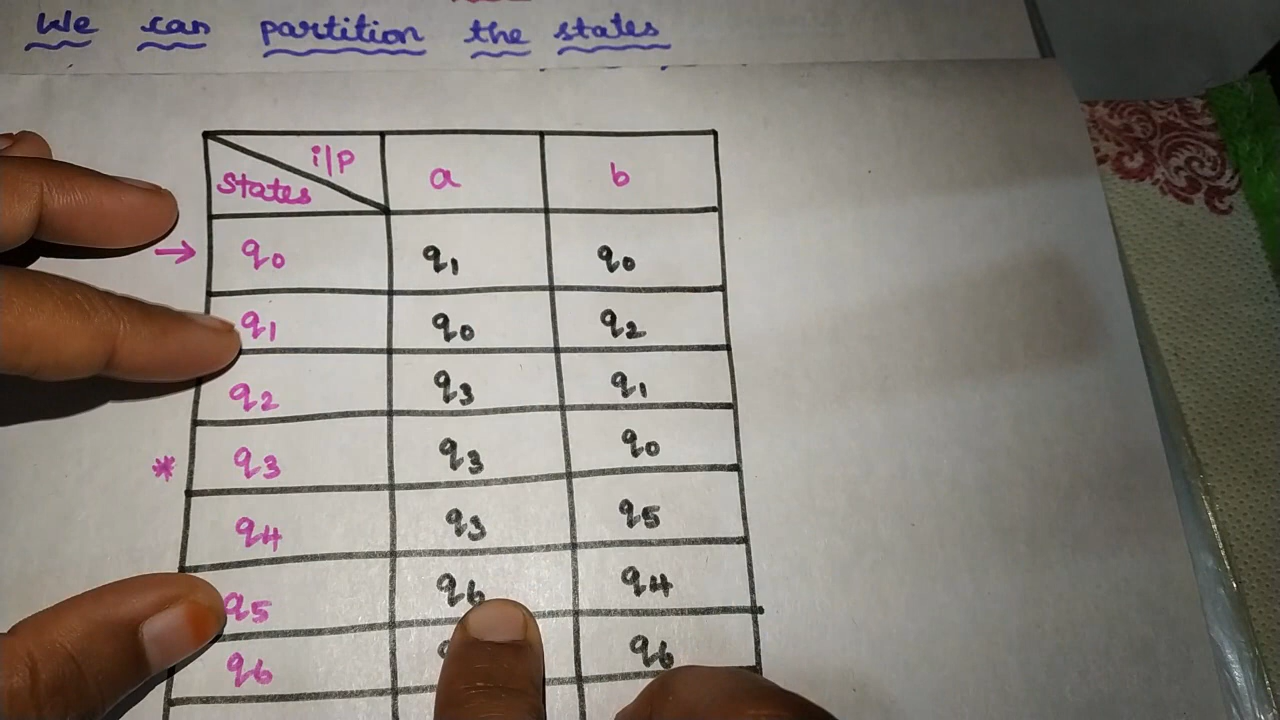 We can partition the states
i/p
States a b
→ q0 q1 q0
q1 q0 q2
q2 q3 q1
* q3 q3 q0
q4 q3 q5
q5 q6 q4
q6 q6